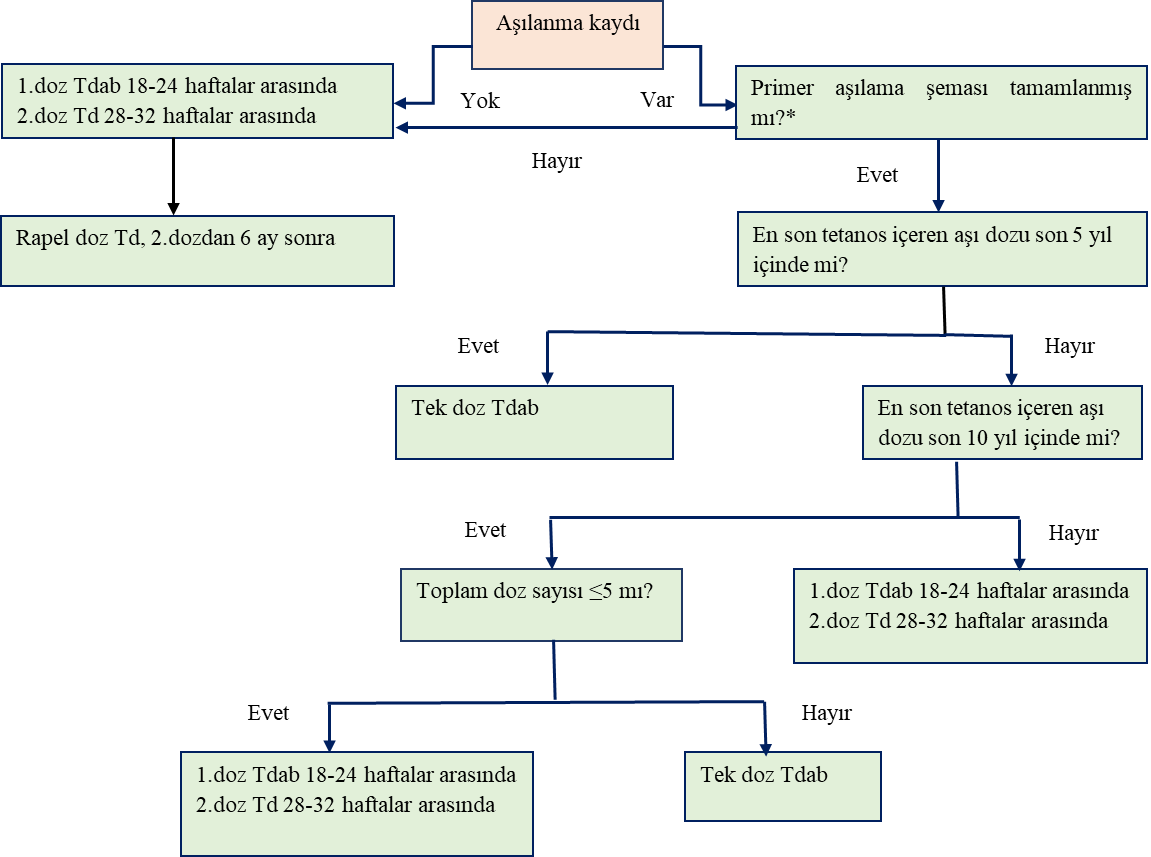 Aşılanma kaydı
1.doz Tdab 18-24 haftalar arasında
2.doz Td 28-32 haftalar arasında
Yok
Var
Primer aşılama şeması tamamlanmış
mı?*
Hayır
Evet
Rapel doz Td, 2.dozdan 6 ay sonra
En son tetanos içeren aşı dozu son 5 yıl
içinde mi?
Evet
Hayır
Tek doz Tdab
En son tetanos içeren aşı
dozu son 10 yıl içinde mi?
Evet
Hayır
Toplam doz sayısı ≤5 mı?
1.doz Tdab 18-24 haftalar arasında
2.doz Td 28-32 haftalar arasında
Evet
Hayır
1.doz Tdab 18-24 haftalar arasında
2.doz Td 28-32 haftalar arasında
Tek doz Tdab